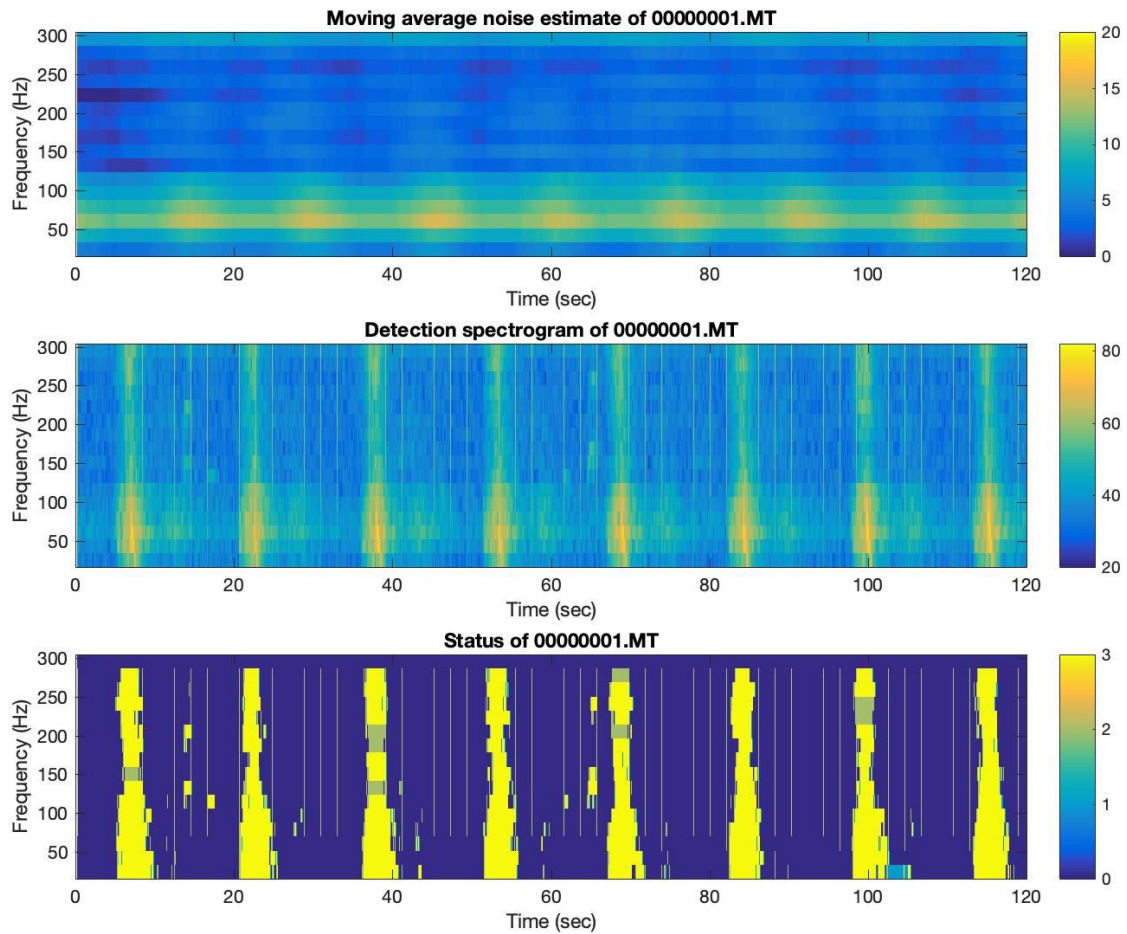 Moving average noise estimate of 00000001.MT
300
250
200
150
100
50
Frequency (Hz)
0 20 40 60 80 100 120
Time (sec)
20
15
10
5
0
Detection spectrogram of 00000001.MT
300
250
200
150
100
50
Frequency (Hz)
0 20 40 60 80 100 120
Time (sec)
80
60
40
20
Status of 00000001.MT
300
250
200
150
100
50
Frequency (Hz)
0 20 40 60 80 100 120
Time (sec)
3
2
1
0